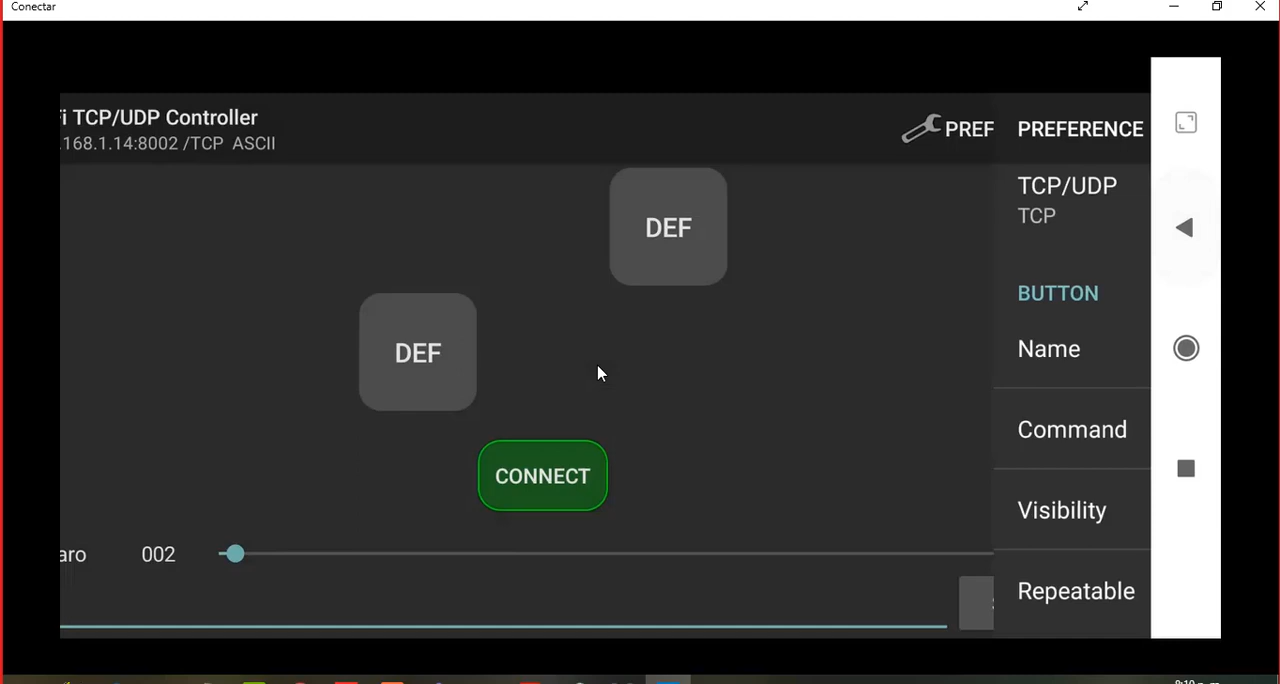 Conectar
i TCP/UDP Controller
.168.1.14:8002 /TCP ASCII
PREF
PREFERENCE
TCP/UDP
TCP
DEF
BUTTON
DEF
Name
Command
CONNECT
Visibility
aro 002
Repeatable